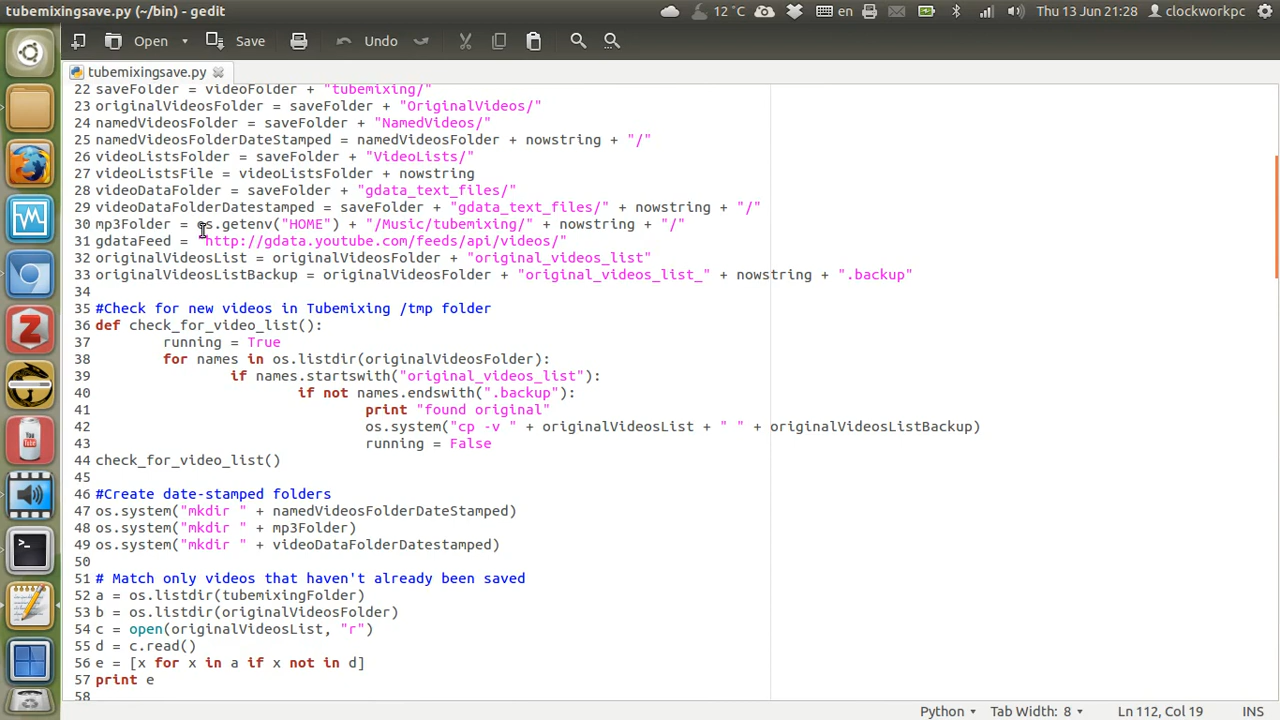 tubemixingsave.py (~/bin) - gedit
12 °C
en
Thu 13 Jun 21:28
clockworkpc
Open
Save
Undo
tubemixingsave.py
22 saveFolder = videoFolder + "tubemixing/"
23 originalVideosFolder = saveFolder + "OriginalVideos/"
24 namedVideosFolder = saveFolder + "NamedVideos/"
25 namedVideosFolderDateStamped = namedVideosFolder + nowstring + "/"
26 videoListsFolder = saveFolder + "VideoLists/"
27 videoListsFile = videoListsFolder + nowstring
28 videoDataFolder = saveFolder + "gdata_text_files/"
29 videoDataFolderDatestamped = saveFolder + "gdata_text_files/" + nowstring + "/"
30 mp3Folder = os.getenv("HOME") + "/Music/tubemixing/" + nowstring + "/"
31 gdataFeed = "http://gdata.youtube.com/feeds/api/videos/"
32 originalVideosList = originalVideosFolder + "original_videos_list"
33 originalVideosListBackup = originalVideosFolder + "original_videos_list_" + nowstring + ".backup"
34
35 #Check for new videos in Tubemixing /tmp folder
36 def check_for_video_list():
37         running = True
38         for names in os.listdir(originalVideosFolder):
39                 if names.startswith("original_videos_list"):
40                         if not names.endswith(".backup"):
41                                 print "found original"
42                                 os.system("cp -v " + originalVideosList + " " + originalVideosListBackup)
43                                 running = False
44 check_for_video_list()
45
46 #Create date-stamped folders
47 os.system("mkdir " + namedVideosFolderDateStamped)
48 os.system("mkdir " + mp3Folder)
49 os.system("mkdir " + videoDataFolderDatestamped)
50
51 # Match only videos that haven't already been saved
52 a = os.listdir(tubemixingFolder)
53 b = os.listdir(originalVideosFolder)
54 c = open(originalVideosList, "r")
55 d = c.read()
56 e = [x for x in a if x not in d]
57 print e
58
Python
Tab Width: 8
Ln 112, Col 19
INS